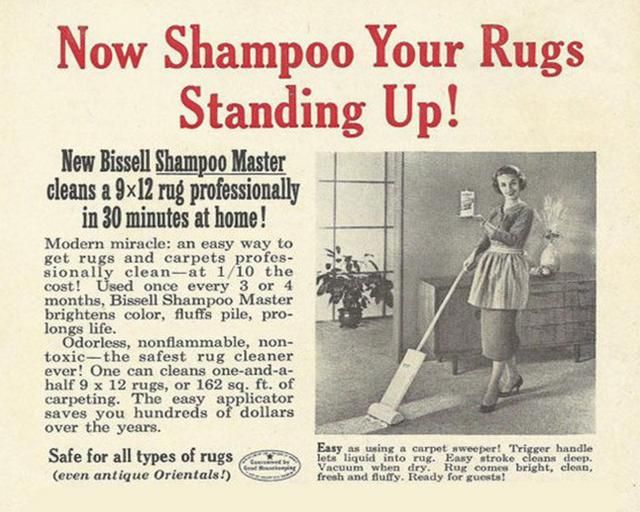 Now Shampoo Your Rugs
Standing Up!
New Bissell Shampoo Master
cleans a 9×12 rug professionally
in 30 minutes at home!
Modern miracle: an easy way to
get rugs and carpets profes-
sionally clean—at 1/10 the
cost! Used once every 3 or 4
months, Bissell Shampoo Master
brightens color, fluffs pile, pro-
longs life.
Odorless, nonflammable, non-
toxic—the safest rug cleaner
ever! One can cleans one-and-a-
half 9 x 12 rugs, or 162 sq. ft. of
carpeting. The easy applicator
saves you hundreds of dollars
over the years.
Safe for all types of rugs
(even antique Orientals!)
Guaranteed by
Good Housekeeping
Easy as using a carpet sweeper! Trigger handle
lets liquid into rug. Easy stroke cleans deep.
Vacuum when dry. Rug comes bright, clean,
fresh and fluffy. Ready for guests!